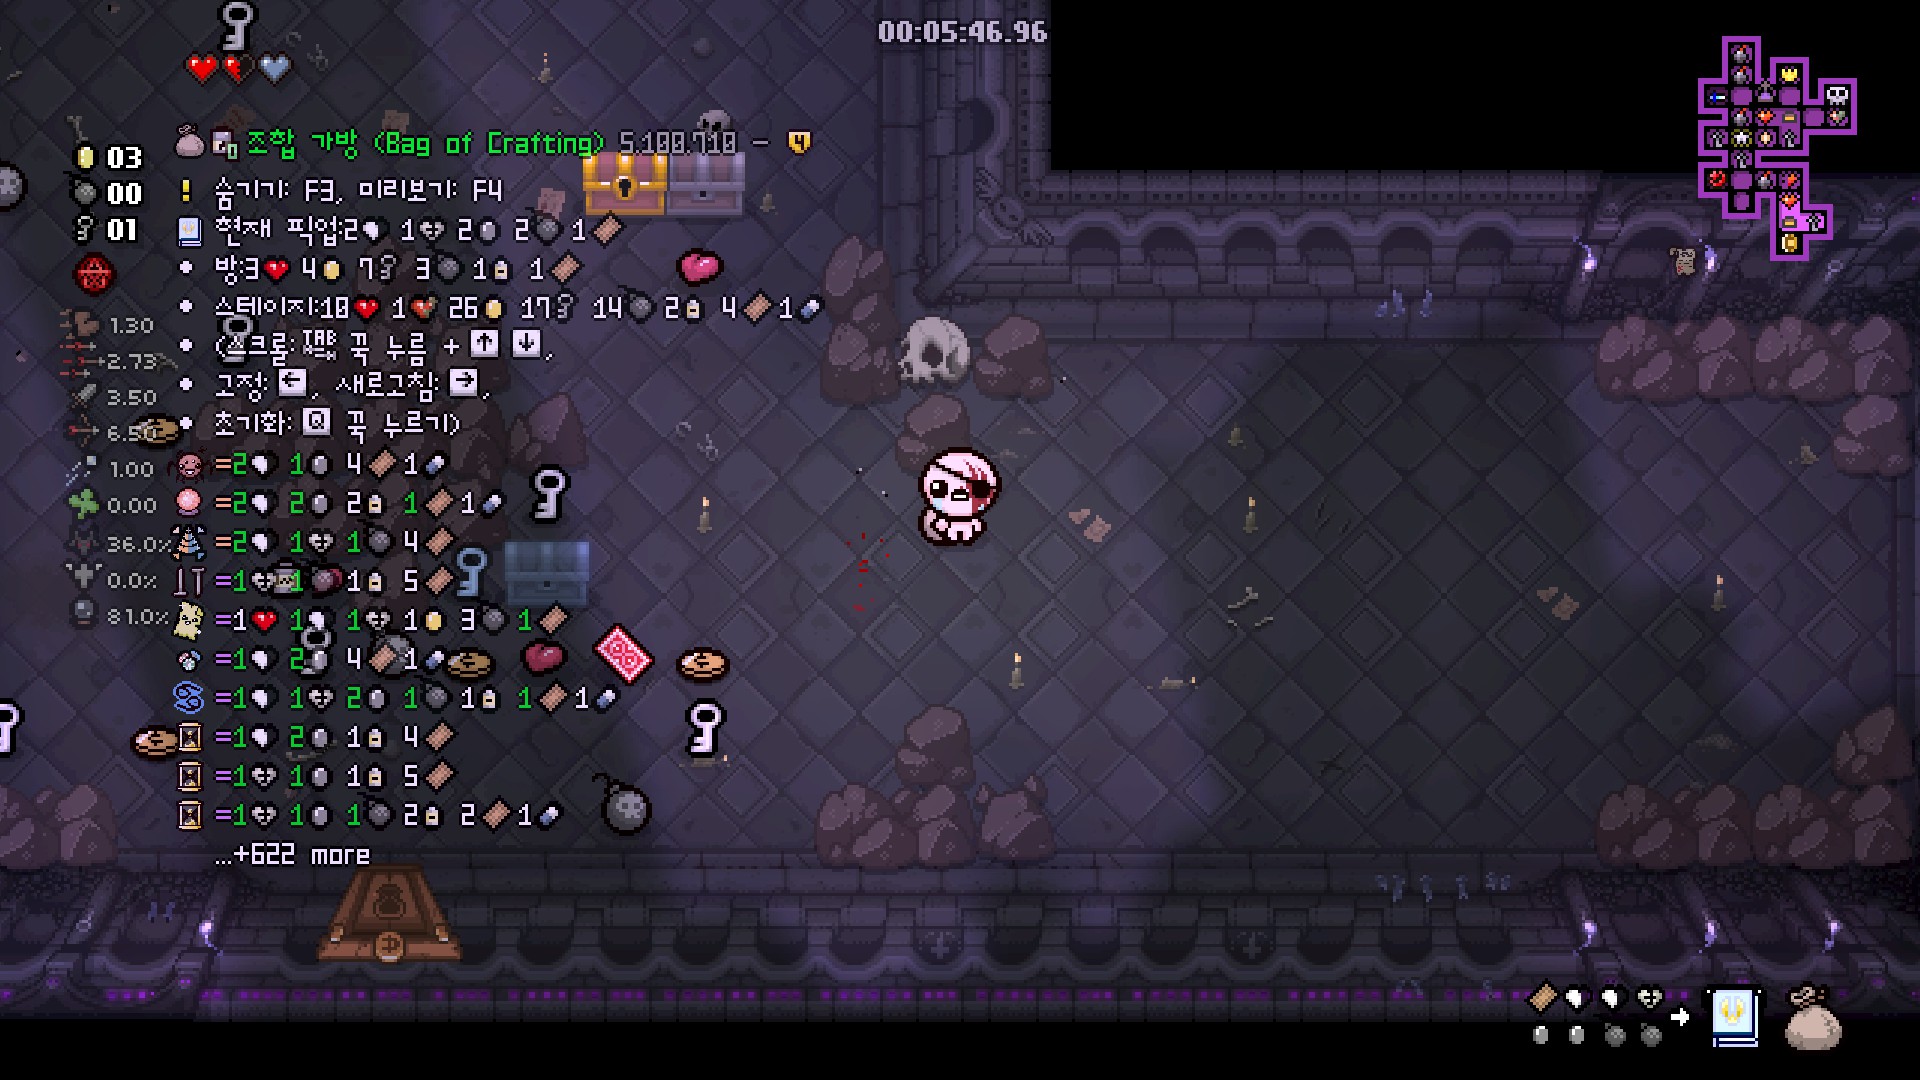 00:05:46.96
03
조합 가방 (Bag of Crafting) 5.100.710 - 4
00
! 숨기기: F3, 미리보기: F4
01
현재 픽업:2 1 2 2 1
방:3 4 7 3 1 1
스테이지:10 1 26 17 14 2 4 1
1.30
(스크롤: TAB 꾹 누름 + ↑ ↓,
2.73
고정: ←, 새로고침: →,
3.50
초기화: Q 꾹 누르기)
6.50
=2 1 4 1
1.00
=2 2 2 1 1
0.00
=2 1 1 4
36.0%
=1 1 1 5
0.0%
=1 1 1 1 3 1
81.0%
=1 2 4 1
=1 1 2 1 1 1 1
=1 2 1 4
=1 1 1 5
=1 1 1 2 2 1
...+622 more